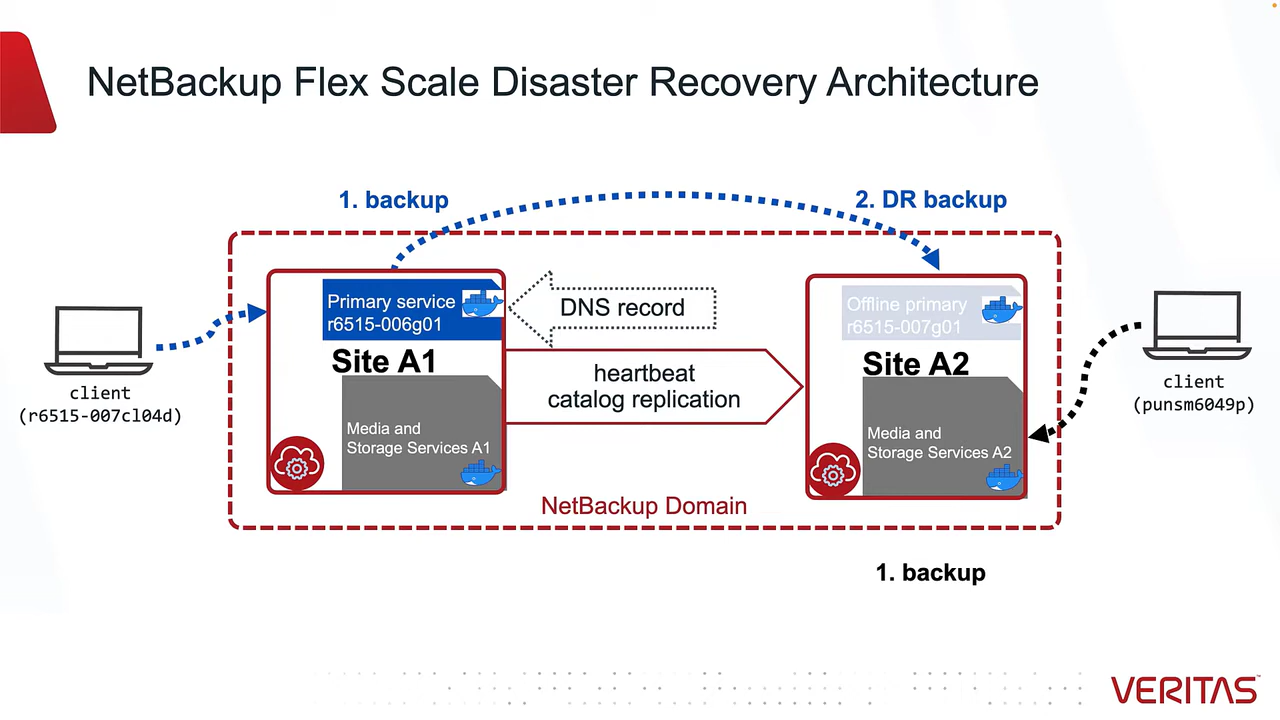 NetBackup Flex Scale Disaster Recovery Architecture
1. backup
2. DR backup
Primary service
r6515-006g01
DNS record
Offline primary
r6515-007g01
Site A1
Site A2
heartbeat
catalog replication
client
(r6515-007cl04d)
client
(punsm6049p)
Media and
Storage Services A1
Media and
Storage Services A2
NetBackup Domain
1. backup
VERITAS™